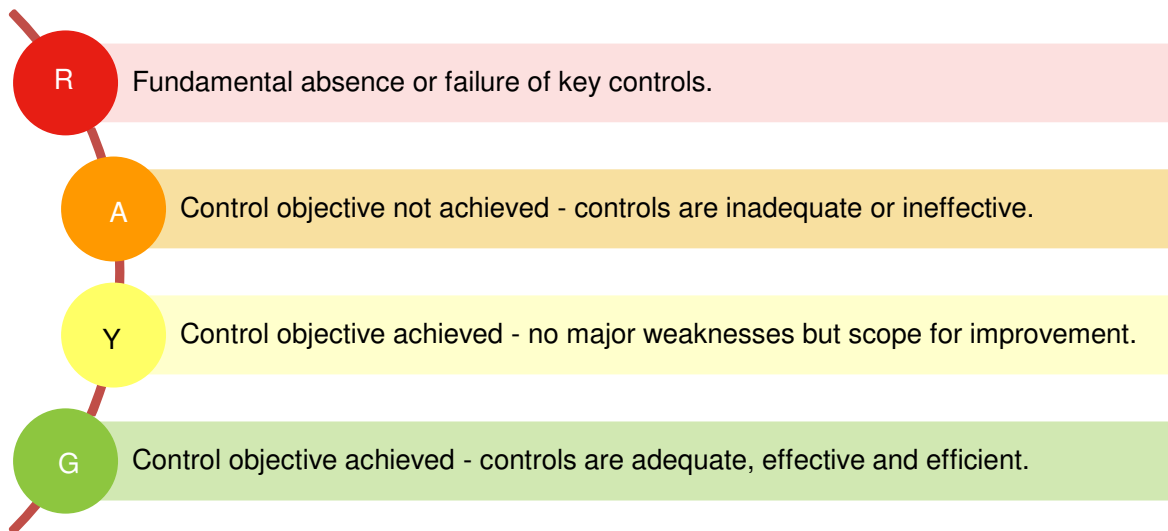 R
Fundamental absence or failure of key controls.
A
Control objective not achieved - controls are inadequate or ineffective.
Y
Control objective achieved - no major weaknesses but scope for improvement.
G
Control objective achieved - controls are adequate, effective and efficient.